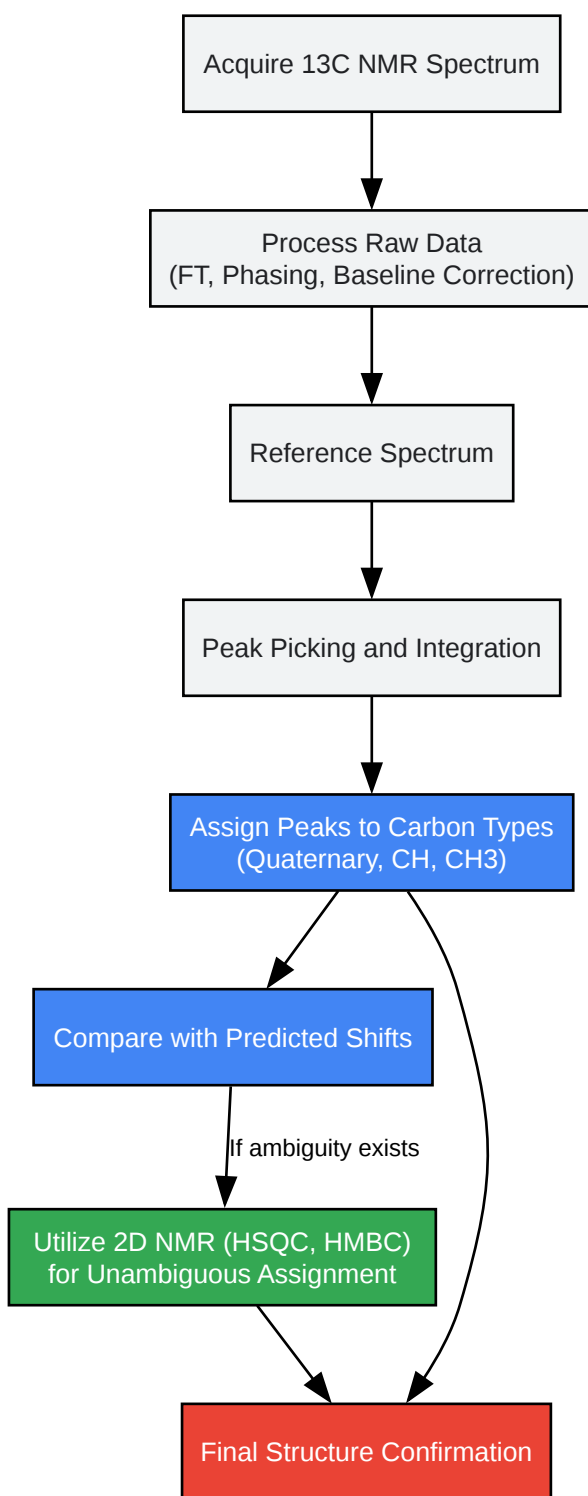 Acquire 13C NMR Spectrum
Process Raw Data
(FT, Phasing, Baseline Correction)
Reference Spectrum
Peak Picking and Integration
Assign Peaks to Carbon Types
(Quaternary, CH, CH3)
Compare with Predicted Shifts
If ambiguity exists
Utilize 2D NMR (HSQC, HMBC)
for Unambiguous Assignment
Final Structure Confirmation